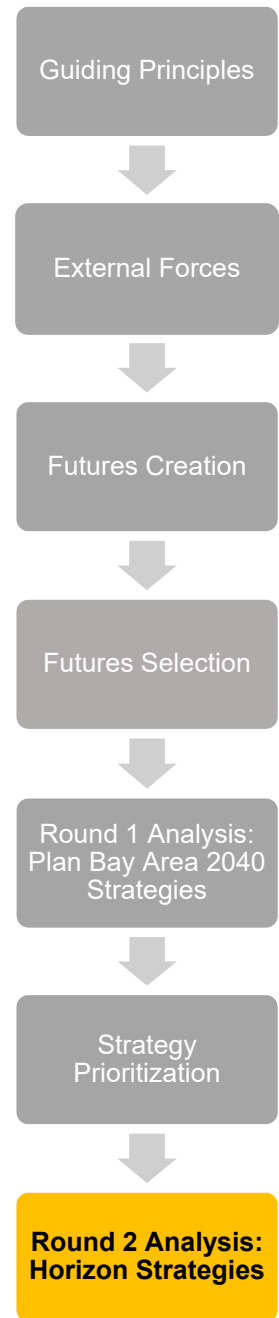 Guiding Principles
External Forces
Futures Creation
Futures Selection
Round 1 Analysis:
Plan Bay Area 2040
Strategies
Strategy
Prioritization
Round 2 Analysis:
Horizon Strategies